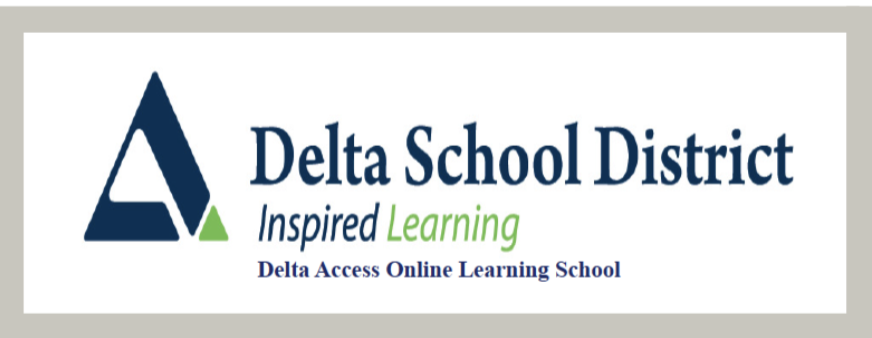 Delta School District
Inspired Learning
Delta Access Online Learning School